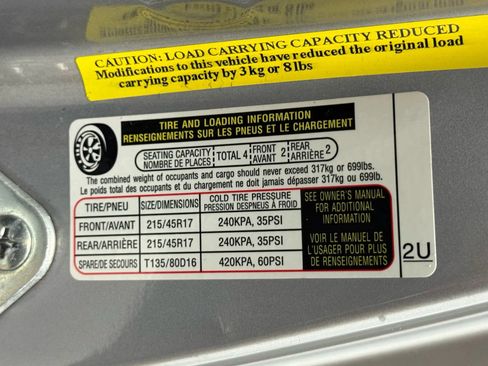 CAUTION: LOAD CARRYING CAPACITY REDUCED
Modifications to this vehicle have reduced the original load
carrying capacity by 3 kg or 8 lbs
TIRE AND LOADING INFORMATION
RENSEIGNEMENTS SUR LES PNEUS ET LE CHARGEMENT
SEATING CAPACITY
NOMBRE DE PLACES
TOTAL 4
FRONT
AVANT 2
REAR
ARRIÈRE 2
The combined weight of occupants and cargo should never exceed 317kg or 699lbs.
Le poids total des occupants et du chargement ne doit jamais dépasser 317kg ou 699lbs.
TIRE/PNEU SIZE/DIMENSIONS COLD TIRE PRESSURE
PRESSION DESPNEUS À FROID
FRONT/AVANT 215/45R17 240KPA, 35PSI
REAR/ARRIÈRE 215/45R17 240KPA, 35PSI
SPARE/DE SECOURS T135/80D16 420KPA, 60PSI
SEE OWNER'S MANUAL
FOR ADDITIONAL
INFORMATION
VOIR LE MANUEL DE
L'USAGER POUR PLUS
DE RENSEIGNEMENTS
2U